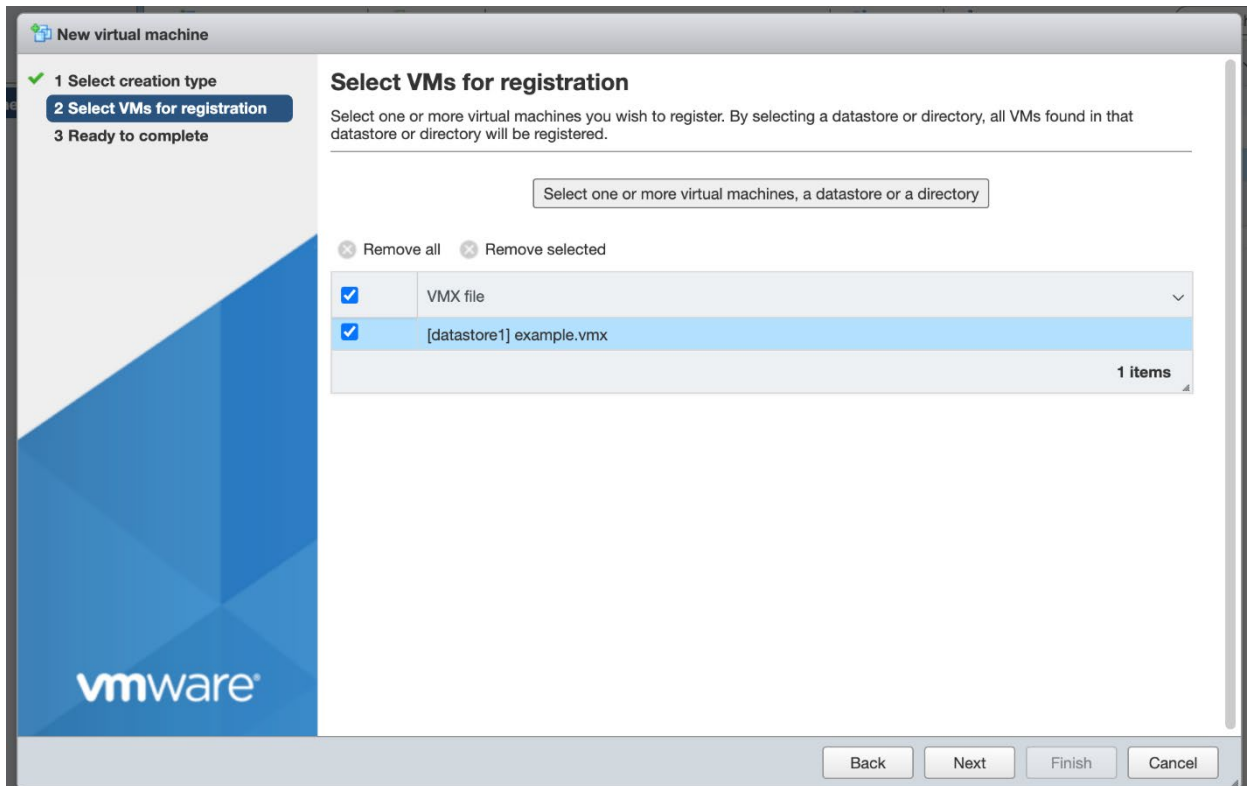 New virtual machine
1 Select creation type
2 Select VMs for registration
3 Ready to complete
Select VMs for registration
Select one or more virtual machines you wish to register. By selecting a datastore or directory, all VMs found in that
datastore or directory will be registered.
Select one or more virtual machines, a datastore or a directory
Remove all Remove selected
VMX file
[datastore1] example.vmx
1 items
vmware®
Back Next Finish Cancel